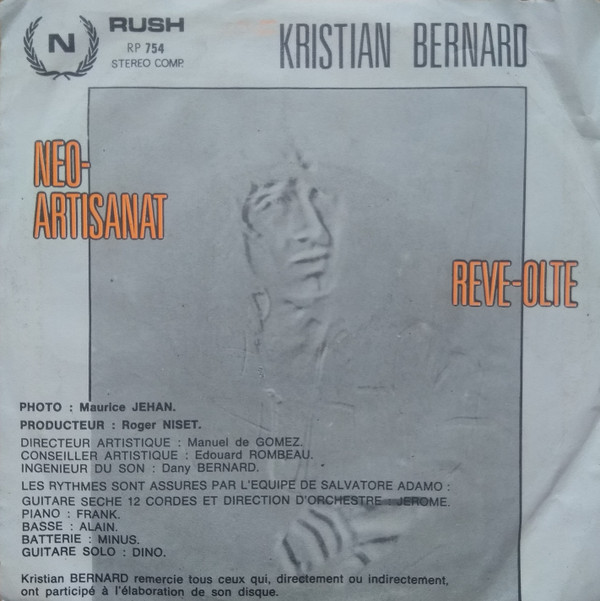 N
RUSH
RP 754
STEREO COMP.
KRISTIAN BERNARD
NEO-
ARTISANAT
REVE-OLTE
PHOTO : Maurice JEHAN.
PRODUCTEUR : Roger NISET.
DIRECTEUR ARTISTIQUE : Manuel de GOMEZ.
CONSEILLER ARTISTIQUE : Edouard ROMBEAU.
INGENIEUR DU SON : Dany BERNARD.
LES RYTHMES SONT ASSURES PAR L'EQUIPE DE SALVATORE ADAMO :
GUITARE SECHE 12 CORDES ET DIRECTION D'ORCHESTRE : JEROME.
PIANO : FRANK.
BASSE : ALAIN.
BATTERIE : MINUS.
GUITARE SOLO : DINO.
Kristian BERNARD remercie tous ceux qui, directement ou indirectement,
ont participé à l'élaboration de son disque.